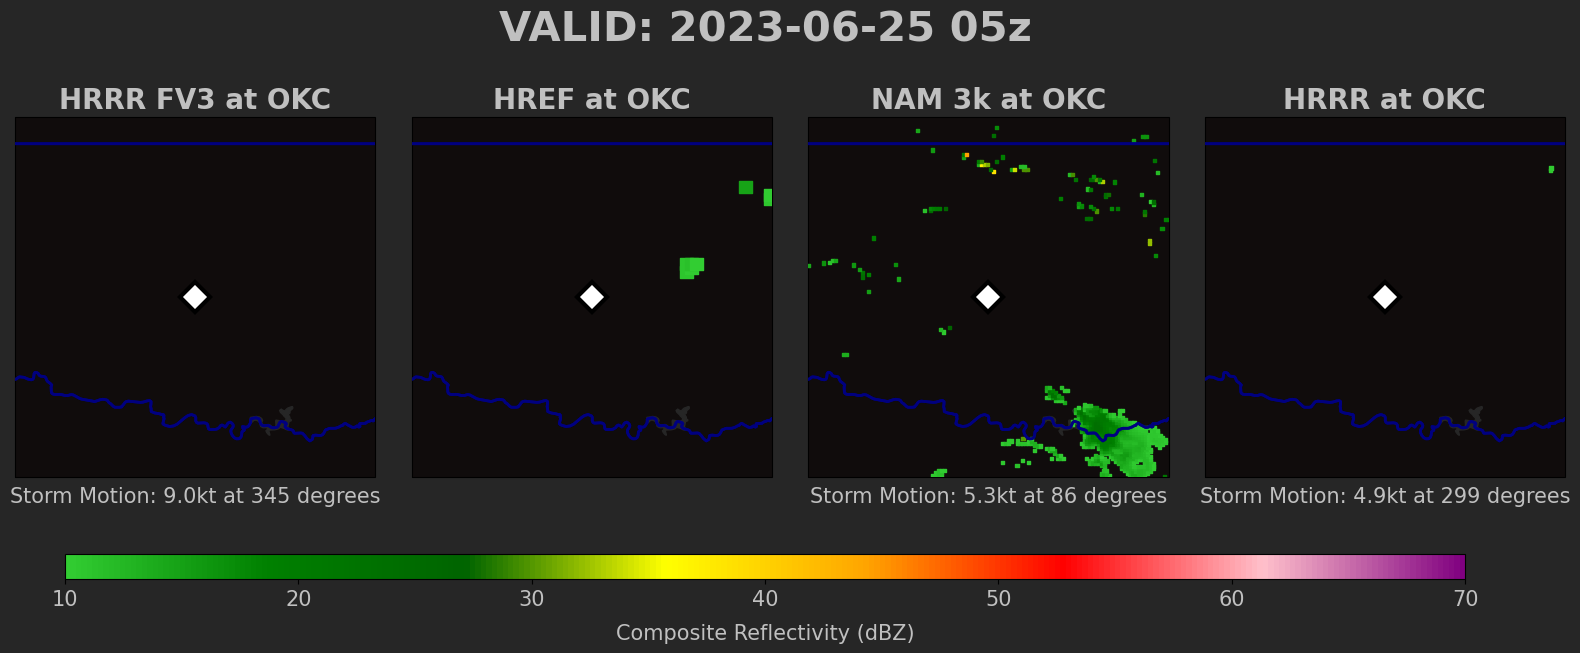 VALID: 2023-06-25 05z
HRRR FV3 at OKC
HREF at OKC
NAM 3k at OKC
HRRR at OKC
Storm Motion: 9.0kt at 345 degrees
Storm Motion: 5.3kt at 86 degrees
Storm Motion: 4.9kt at 299 degrees
10 20 30 40 50 60 70
Composite Reflectivity (dBZ)